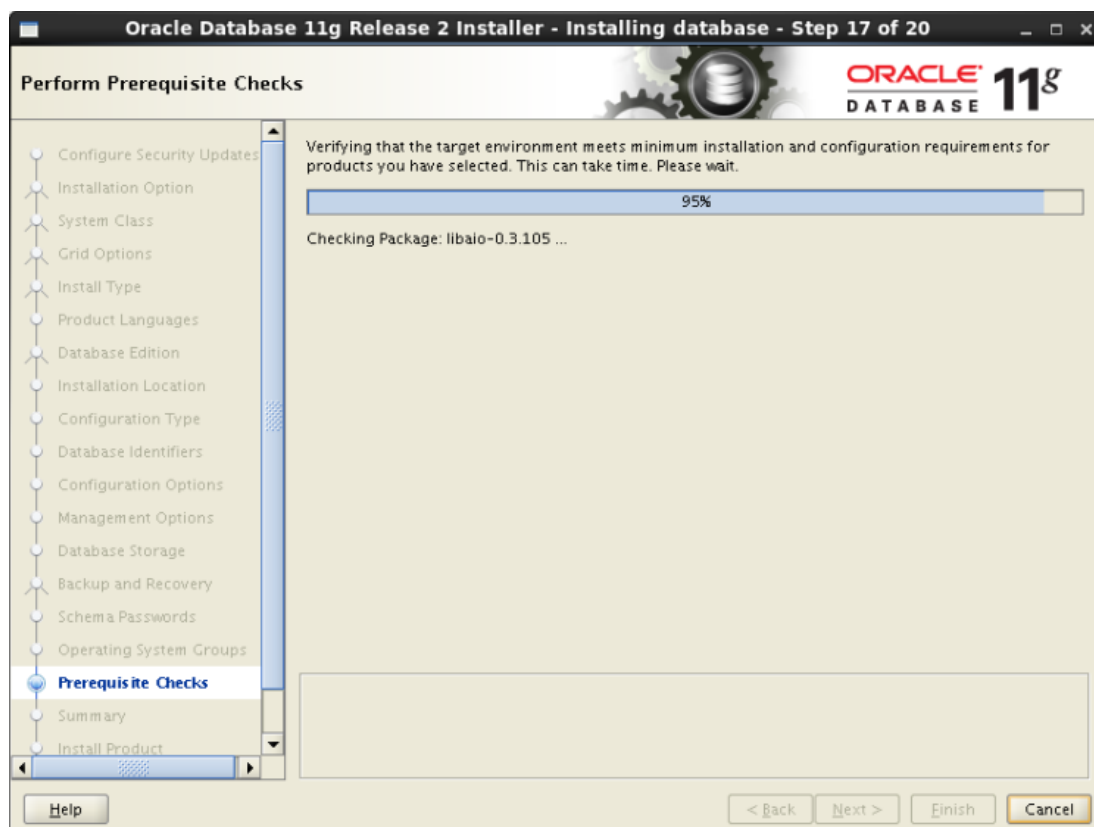 Oracle Database 11g Release 2 Installer - Installing database - Step 17 of 20
Perform Prerequisite Checks
ORACLE
DATABASE
11g
Configure Security Updates
Installation Option
System Class
Grid Options
Install Type
Product Languages
Database Edition
Installation Location
Configuration Type
Database Identifiers
Configuration Options
Management Options
Database Storage
Backup and Recovery
Schema Passwords
Operating System Groups
Prerequisite Checks
Summary
Install Product
Verifying that the target environment meets minimum installation and configuration requirements for
products you have selected. This can take time. Please wait.
95%
Checking Package: libaio-0.3.105 ...
Help
< Back
Next >
Finish
Cancel